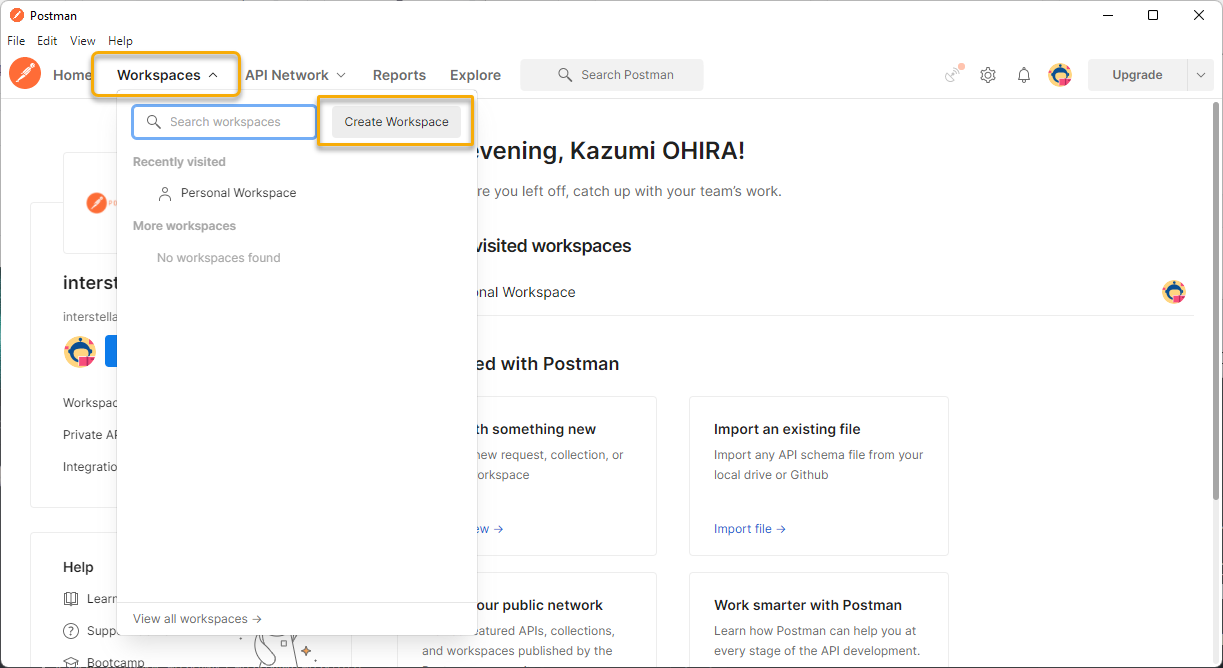 Postman
File Edit View Help
Home Workspaces API Network Reports Explore Search Postman Upgrade
Search workspaces Create Workspace
Recently visited
Personal Workspace
More workspaces
No workspaces found
View all workspaces →
evening, Kazumi OHIRA!
re you left off, catch up with your team's work.
visited workspaces
onal Workspace
ed with Postman
th something new
new request, collection, or
orkspace
ew →
Import an existing file
Import any API schema file from your
local drive or Github
Import file →
our public network
atured APIs, collections,
and workspaces published by the
Work smarter with Postman
Learn how Postman can help you at
every stage of the API development.
interst
interstella
Workspac
Private AP
Integratio
Help
Learn
Supp
Bootcamp